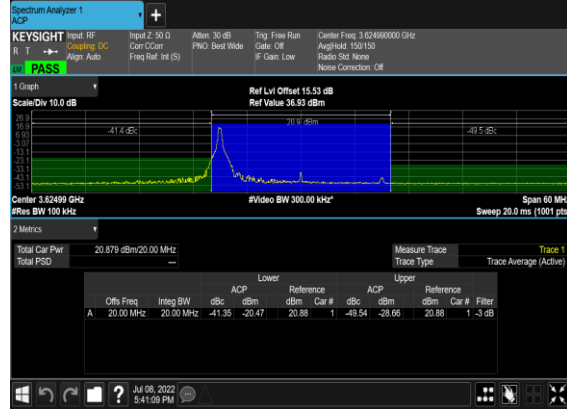 Spectrum Analyzer 1
ACP
+
KEYSIGHT
R T
PASS
Input: RF
Coupling: DC
Align: Auto
Input Z: 50 Ω
Corr CCorr
Freq Ref: Int (S)
Atten: 30 dB
PNO: Best Wide
Trig: Free Run
Gate: Off
IF Gain: Low
Center Freq: 3.624990000 GHz
Avg|Hold: 150/150
Radio Std: None
Noise Correction: Off
1 Graph
Scale/Div 10.0 dB
Ref Lvl Offset 15.53 dB
Ref Value 36.93 dBm
26.9
16.9
6.93
-3.07
-13.1
-23.1
-33.1
-43.1
-53.1
-41.4 dBc
20.9 dBm
-49.5 dBc
Center 3.62499 GHz
#Res BW 100 kHz
#Video BW 300.00 kHz*
Span 60 MHz
Sweep 20.0 ms (1001 pts
2 Metrics
Total Car Pwr 20.879 dBm/20.00 MHz
Total PSD ---
Measure Trace Trace 1
Trace Type Trace Average (Active)
Lower Upper
ACP Reference ACP Reference
Offs Freq Integ BW dBc dBm dBm Car # dBc dBm dBm Car # Filter
A 20.00 MHz 20.00 MHz -41.35 -20.47 20.88 1 -49.54 -28.66 20.88 1 -3 dB
?
Jul 08, 2022
5:41:09 PM